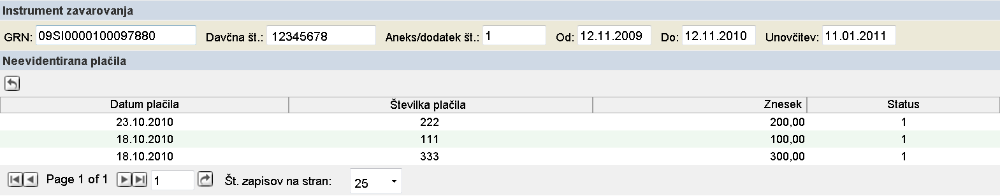 Instrument zavarovanja
GRN: 09SI0000100097880 Davčna št.: 12345678 Aneks/dodatek št.: 1 Od: 12.11.2009 Do: 12.11.2010 Unovčitev: 11.01.2011
Neevidentirana plačila
Datum plačila Številka plačila Znesek Status
23.10.2010 222 200,00 1
18.10.2010 111 100,00 1
18.10.2010 333 300,00 1
Page 1 of 1 1 Št. zapisov na stran: 25